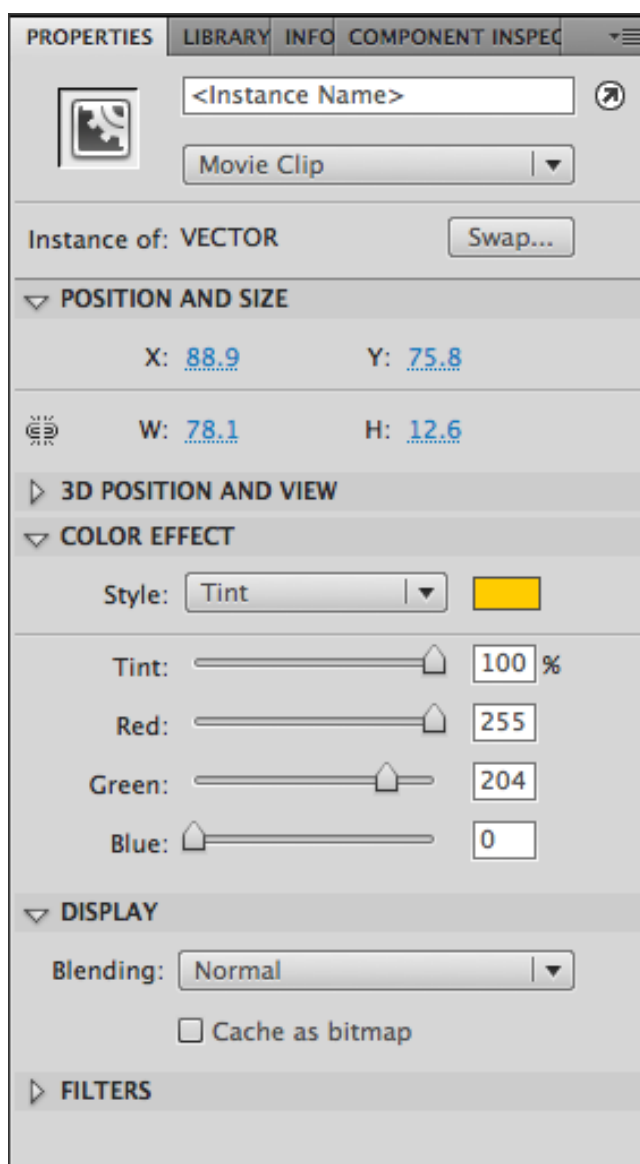 PROPERTIES LIBRARY INFO COMPONENT INSPEC
<Instance Name>
Movie Clip
Instance of: VECTOR Swap...
POSITION AND SIZE
X: 88.9 Y: 75.8
W: 78.1 H: 12.6
3D POSITION AND VIEW
COLOR EFFECT
Style: Tint
Tint: 100 %
Red: 255
Green: 204
Blue: 0
DISPLAY
Blending: Normal
Cache as bitmap
FILTERS